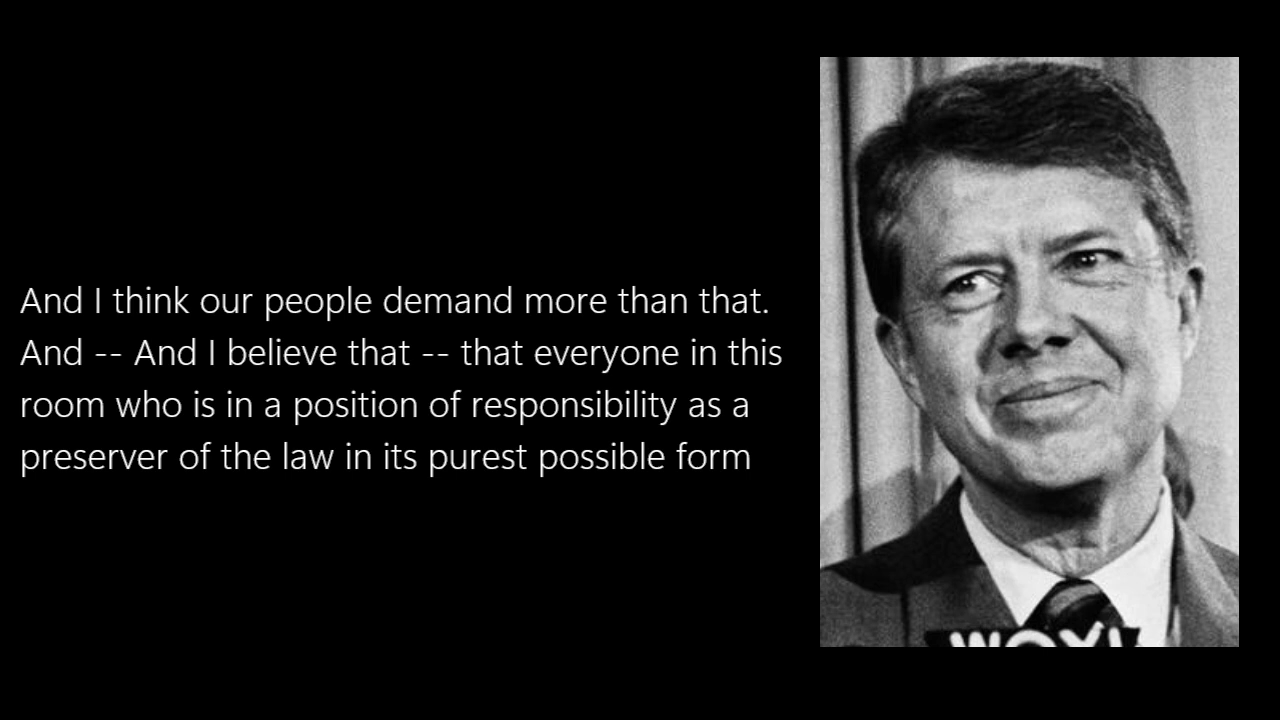 And I think our people demand more than that.
And -- And I believe that -- that everyone in this
room who is in a position of responsibility as a
preserver of the law in its purest possible form